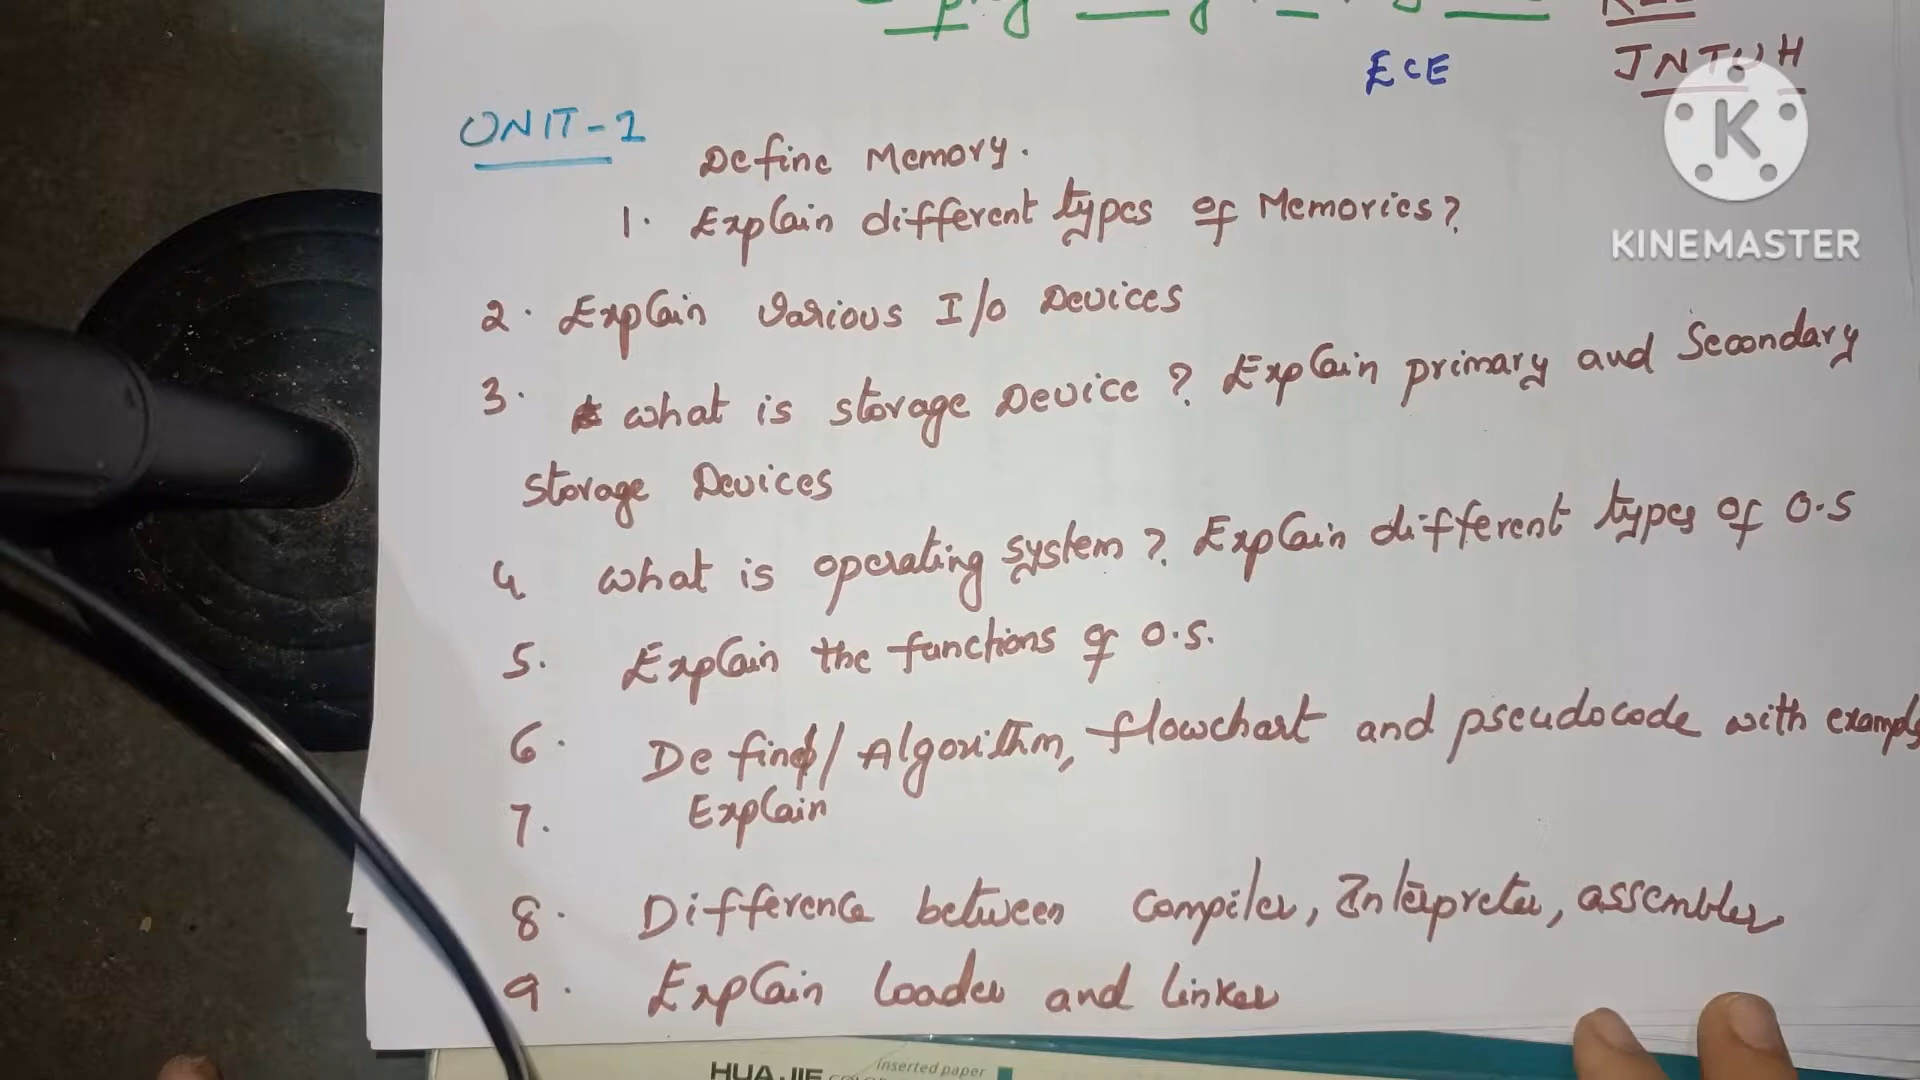 ECE
JNTUH
UNIT-1
Define Memory.
1. Explain different types of Memories?
KINEMASTER
2. Explain various I/o Devices
3. what is storage Device? Explain primary and Secondary
storage Devices
4 what is operating system? Explain different types of O.S
5. Explain the functions of O.S.
6. Define/ Algorithm, flowchart and pseudocode with example
7. Explain
8. Difference between compiler, Interpreter, assembler
9. Explain loader and linker
HUAJIE
Inserted paper